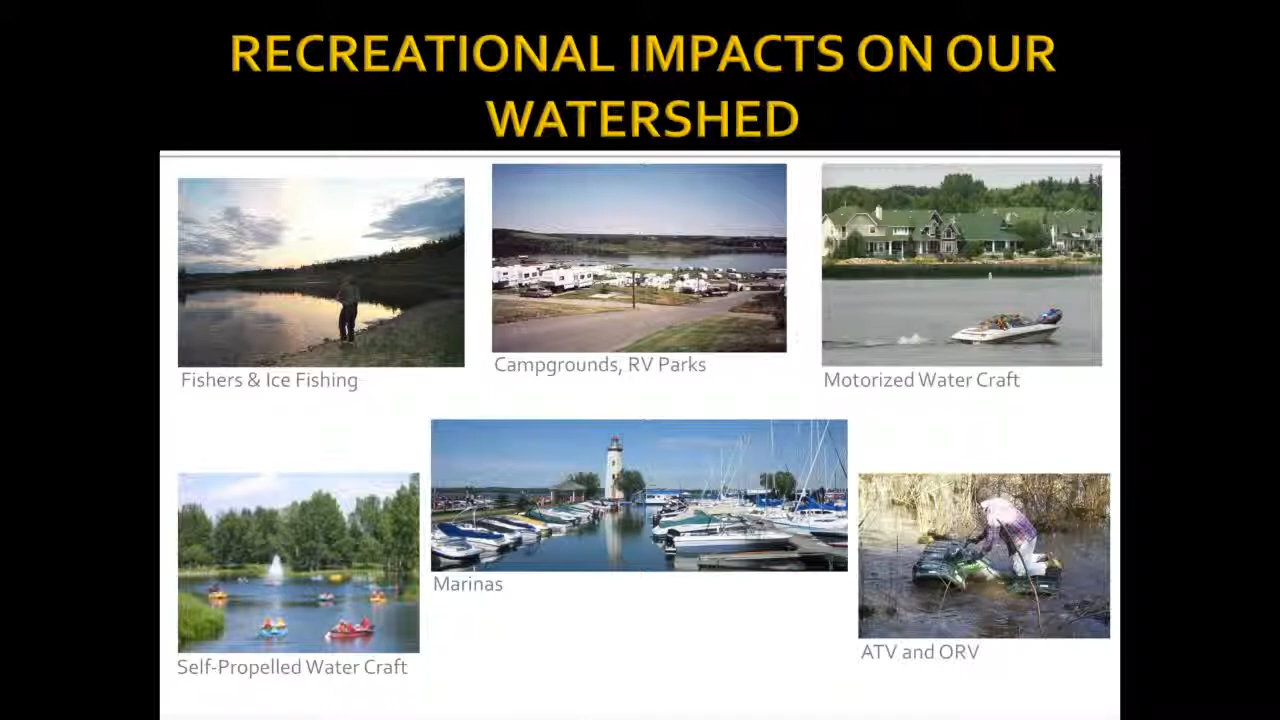 RECREATIONAL IMPACTS ON OUR
WATERSHED
Fishers & Ice Fishing
Campgrounds, RV Parks
Motorized Water Craft
Self-Propelled Water Craft
Marinas
ATV and ORV